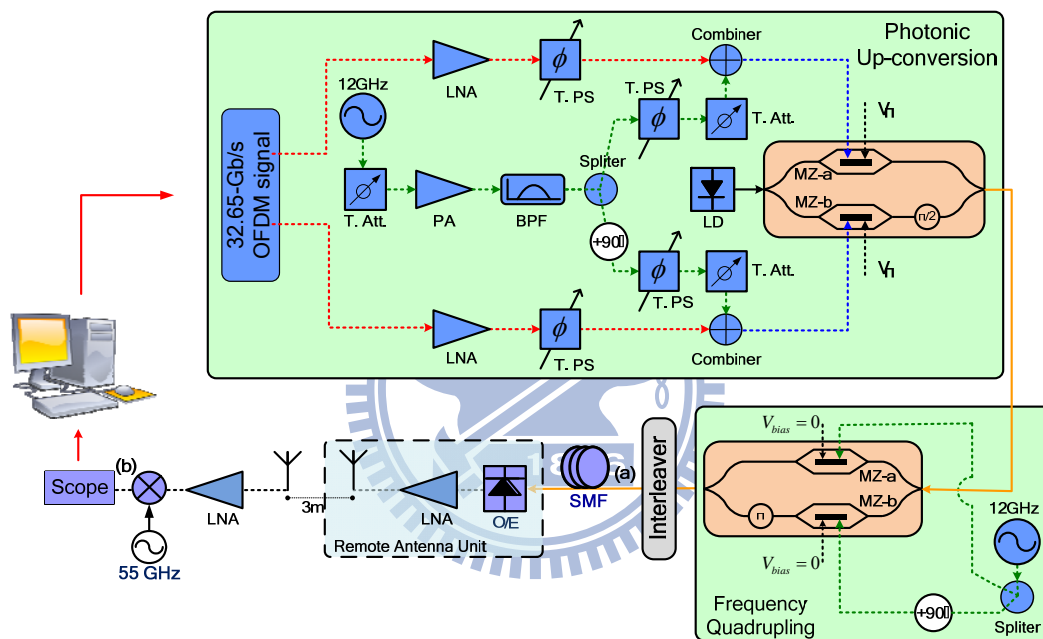 Photonic
Up-conversion
Combiner
12GHz
LNA
T. PS
T. PS
T. Att.
Spliter
Vπ
32.65-Gb/s
OFDM signal
T. Att.
PA
BPF
LD
MZ-a
MZ-b
π/2
+90▯
T. PS
T. Att.
Vπ
LNA
T. PS
Combiner
V_bias = 0
MZ-a
MZ-b
π
V_bias = 0
12GHz
+90▯
Spliter
Frequency
Quadrupling
Interleaver
(a)
SMF
O/E
LNA
Remote Antenna Unit
3m
LNA
(b)
Scope
55 GHz